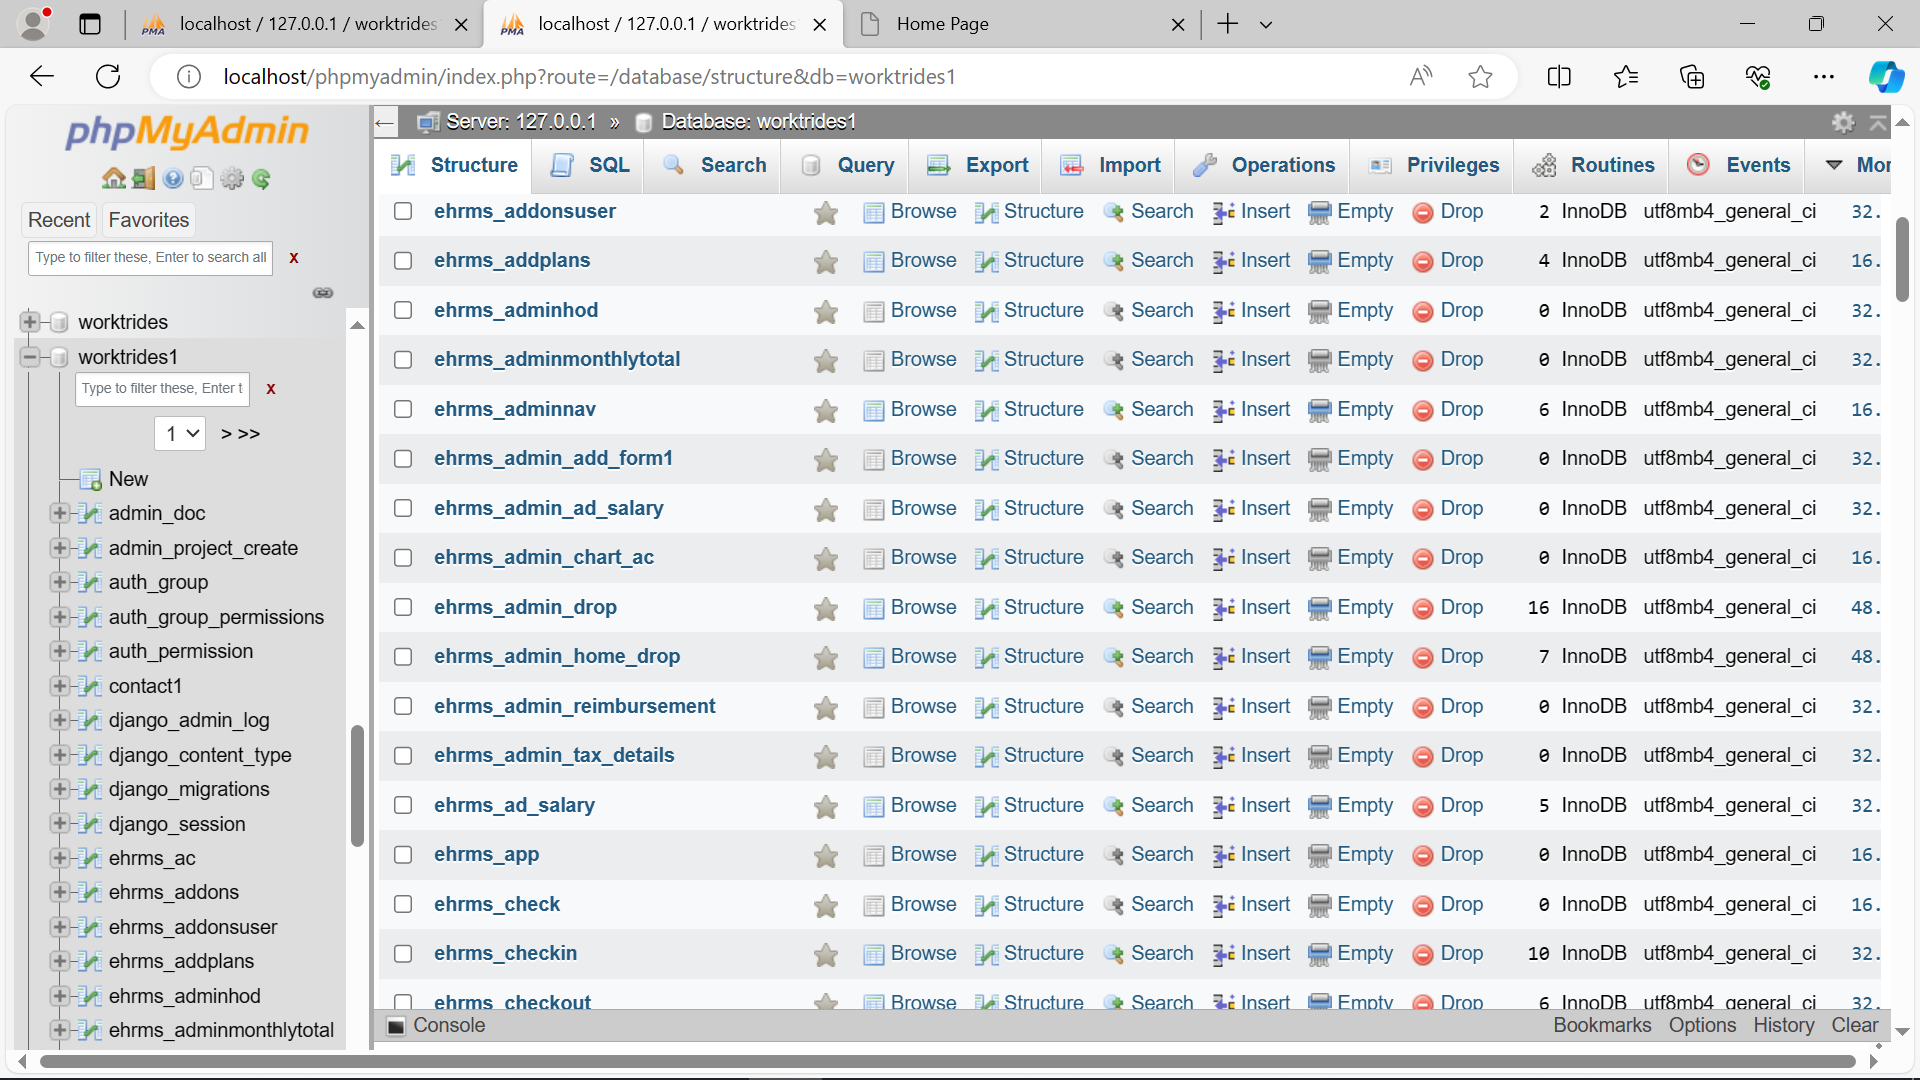 localhost / 127.0.0.1 / worktrides
localhost / 127.0.0.1 / worktrides
Home Page
localhost/phpmyadmin/index.php?route=/database/structure&db=worktrides1
phpMyAdmin
Recent Favorites
Type to filter these, Enter to search all X
worktrides
worktrides1
Type to filter these, Enter t X
1 > >>
New
admin_doc
admin_project_create
auth_group
auth_group_permissions
auth_permission
contact1
django_admin_log
django_content_type
django_migrations
django_session
ehrms_ac
ehrms_addons
ehrms_addonsuser
ehrms_addplans
ehrms_adminhod
ehrms_adminmonthlytotal
Server: 127.0.0.1 » Database: worktrides1
Structure SQL Search Query Export Import Operations Privileges Routines Events Mor
ehrms_addonsuser Browse Structure Search Insert Empty Drop 2 InnoDB utf8mb4_general_ci 32.
ehrms_addplans Browse Structure Search Insert Empty Drop 4 InnoDB utf8mb4_general_ci 16.
ehrms_adminhod Browse Structure Search Insert Empty Drop 0 InnoDB utf8mb4_general_ci 32.
ehrms_adminmonthlytotal Browse Structure Search Insert Empty Drop 0 InnoDB utf8mb4_general_ci 32.
ehrms_adminnav Browse Structure Search Insert Empty Drop 6 InnoDB utf8mb4_general_ci 16.
ehrms_admin_add_form1 Browse Structure Search Insert Empty Drop 0 InnoDB utf8mb4_general_ci 32.
ehrms_admin_ad_salary Browse Structure Search Insert Empty Drop 0 InnoDB utf8mb4_general_ci 32.
ehrms_admin_chart_ac Browse Structure Search Insert Empty Drop 0 InnoDB utf8mb4_general_ci 16.
ehrms_admin_drop Browse Structure Search Insert Empty Drop 16 InnoDB utf8mb4_general_ci 48.
ehrms_admin_home_drop Browse Structure Search Insert Empty Drop 7 InnoDB utf8mb4_general_ci 48.
ehrms_admin_reimbursement Browse Structure Search Insert Empty Drop 0 InnoDB utf8mb4_general_ci 32.
ehrms_admin_tax_details Browse Structure Search Insert Empty Drop 0 InnoDB utf8mb4_general_ci 32.
ehrms_ad_salary Browse Structure Search Insert Empty Drop 5 InnoDB utf8mb4_general_ci 32.
ehrms_app Browse Structure Search Insert Empty Drop 0 InnoDB utf8mb4_general_ci 16.
ehrms_check Browse Structure Search Insert Empty Drop 0 InnoDB utf8mb4_general_ci 16.
ehrms_checkin Browse Structure Search Insert Empty Drop 10 InnoDB utf8mb4_general_ci 32.
ehrms_checkout Browse Structure Search Insert Empty Drop 6 InnoDB utf8mb4_general_ci 32.
Console Bookmarks Options History Clear